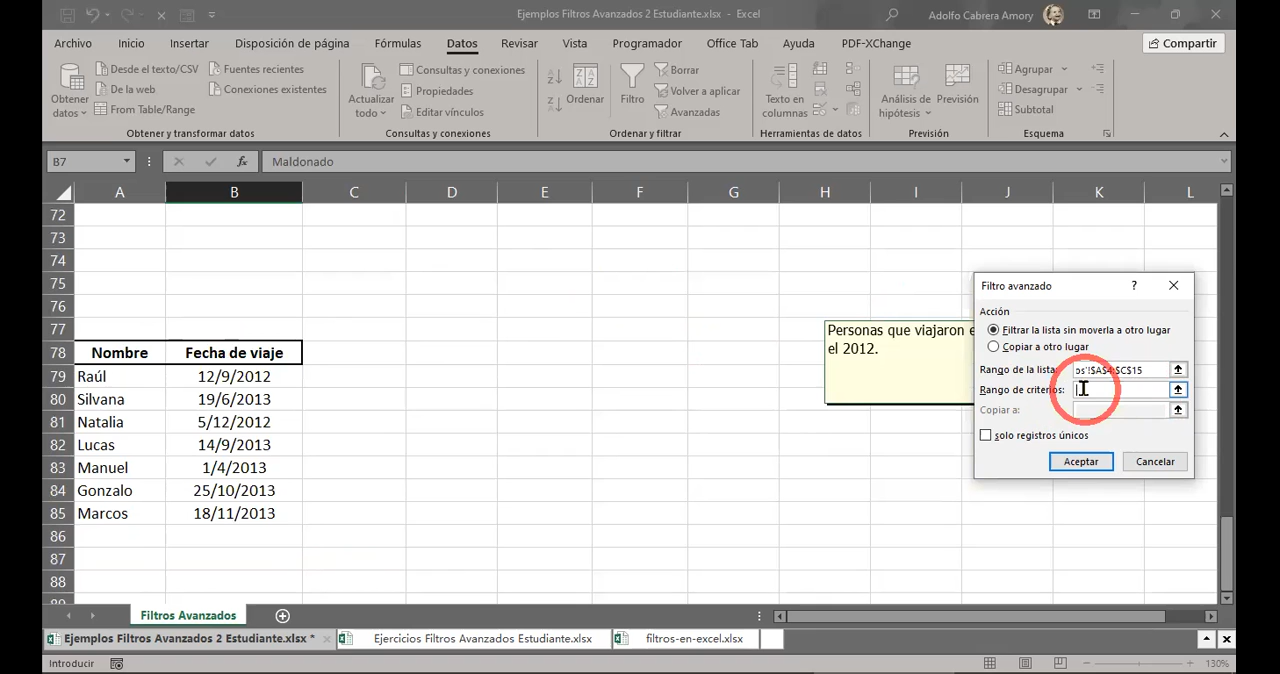 Ejemplos Filtros Avanzados 2 Estudiante.xlsx - Excel
Adolfo Cabrera Amory
Archivo Inicio Insertar Disposición de página Fórmulas Datos Revisar Vista Programador Office Tab Ayuda PDF-XChange Compartir
Obtener datos
Desde el texto/CSV
De la web
From Table/Range
Fuentes recientes
Conexiones existentes
Obtener y transformar datos
Actualizar todo
Consultas y conexiones
Propiedades
Editar vínculos
Consultas y conexiones
Ordenar
Filtro
Borrar
Volver a aplicar
Avanzadas
Ordenar y filtrar
Texto en columnas
Herramientas de datos
Análisis de hipótesis
Previsión
Previsión
Agrupar
Desagrupar
Subtotal
Esquema
B7 fx Maldonado
A B C D E F G H I J K L
72
73
74
75
76
77
78 Nombre Fecha de viaje
79 Raúl 12/9/2012
80 Silvana 19/6/2013
81 Natalia 5/12/2012
82 Lucas 14/9/2013
83 Manuel 1/4/2013
84 Gonzalo 25/10/2013
85 Marcos 18/11/2013
86
87
88
Personas que viajaron e
el 2012.
Filtro avanzado ? 
Acción
Filtrar la lista sin moverla a otro lugar
Copiar a otro lugar
Rango de la lista: os'!$A$4:$C$15
Rango de criterios:
Copiar a:
Solo registros únicos
Aceptar Cancelar
Filtros Avanzados
Ejemplos Filtros Avanzados 2 Estudiante.xlsx * Ejercicios Filtros Avanzados Estudiante.xlsx filtros-en-excel.xlsx
Introducir 130%